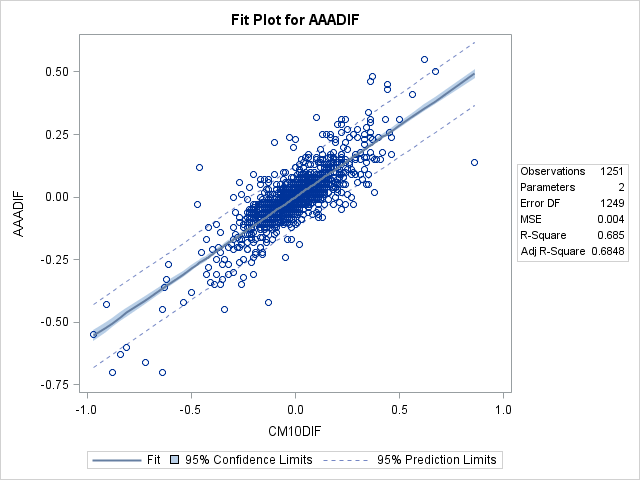 Fit Plot for AAADIF
0.50
0.25
0.00
-0.25
-0.50
-0.75
AAADIF
-1.0 -0.5 0.0 0.5 1.0
CM10DIF
Observations 1251
Parameters 2
Error DF 1249
MSE 0.004
R-Square 0.685
Adj R-Square 0.6848
Fit 95% Confidence Limits 95% Prediction Limits